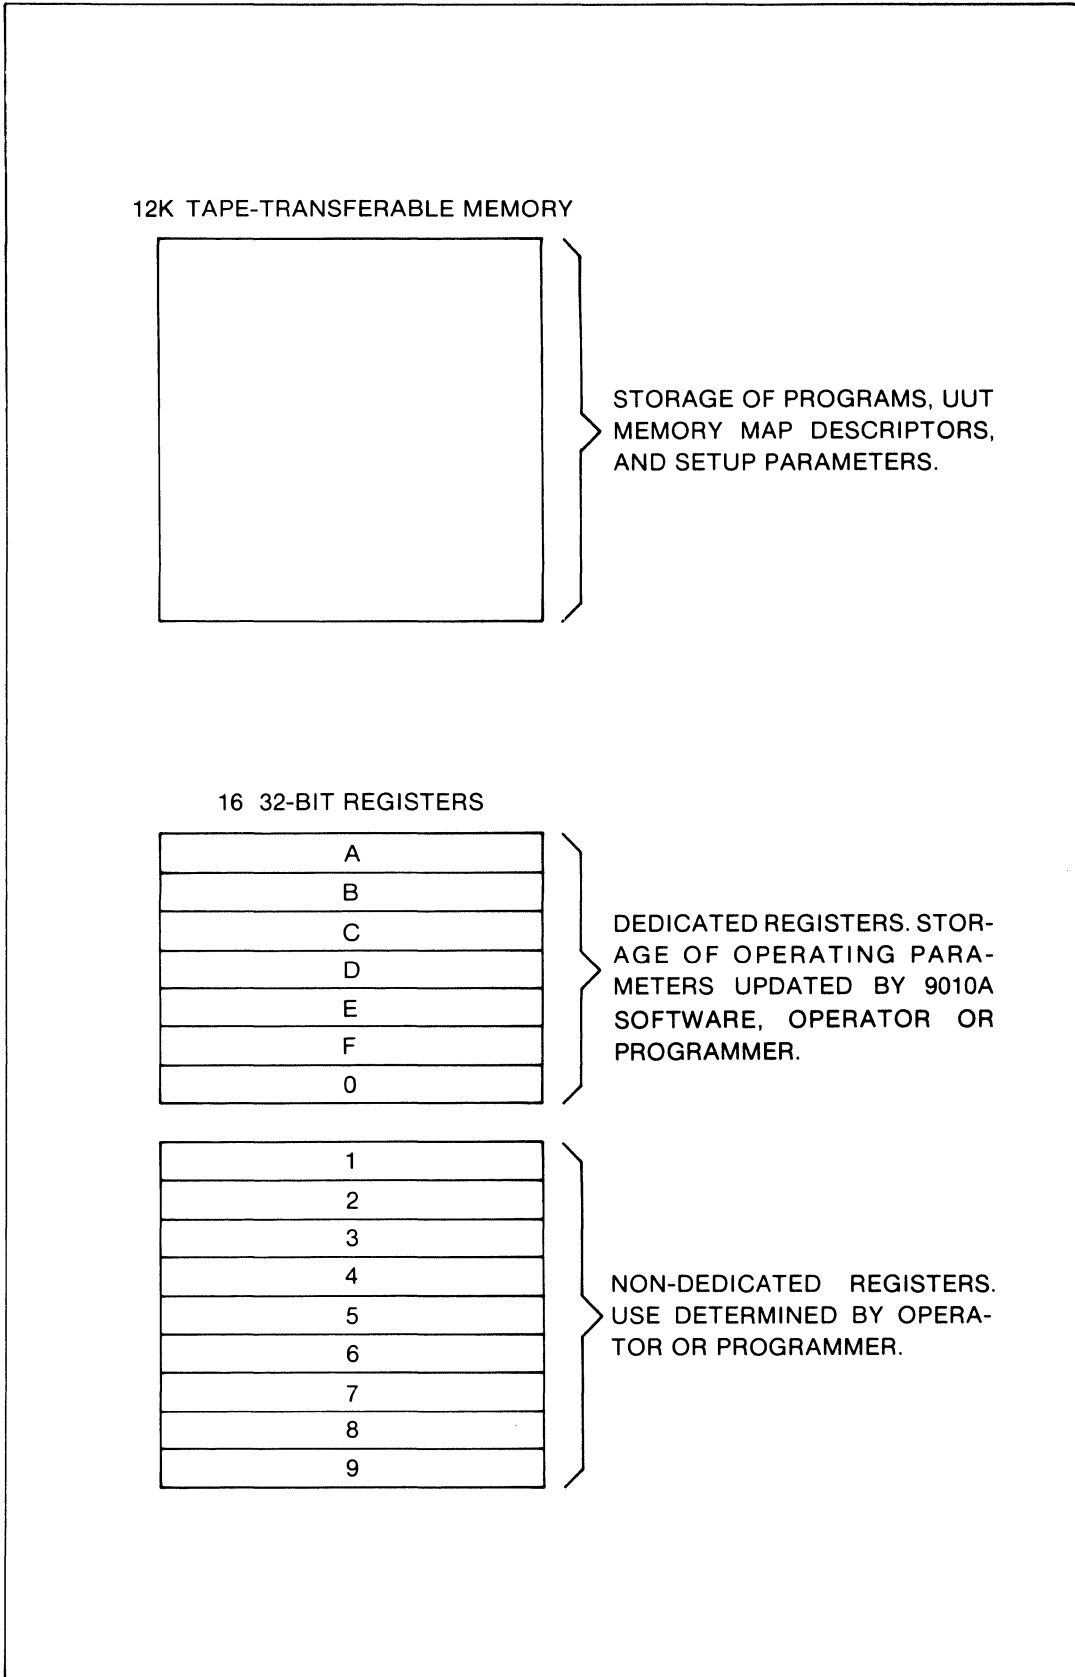 12K TAPE-TRANSFERABLE MEMORY
STORAGE OF PROGRAMS, UUT
MEMORY MAP DESCRIPTORS,
AND SETUP PARAMETERS.
16 32-BIT REGISTERS
A
B
C
D
E
F
0
DEDICATED REGISTERS. STOR-
AGE OF OPERATING PARA-
METERS UPDATED BY 9010A
SOFTWARE, OPERATOR OR
PROGRAMMER.
1
2
3
4
5
6
7
8
9
NON-DEDICATED REGISTERS.
USE DETERMINED BY OPERA-
TOR OR PROGRAMMER.